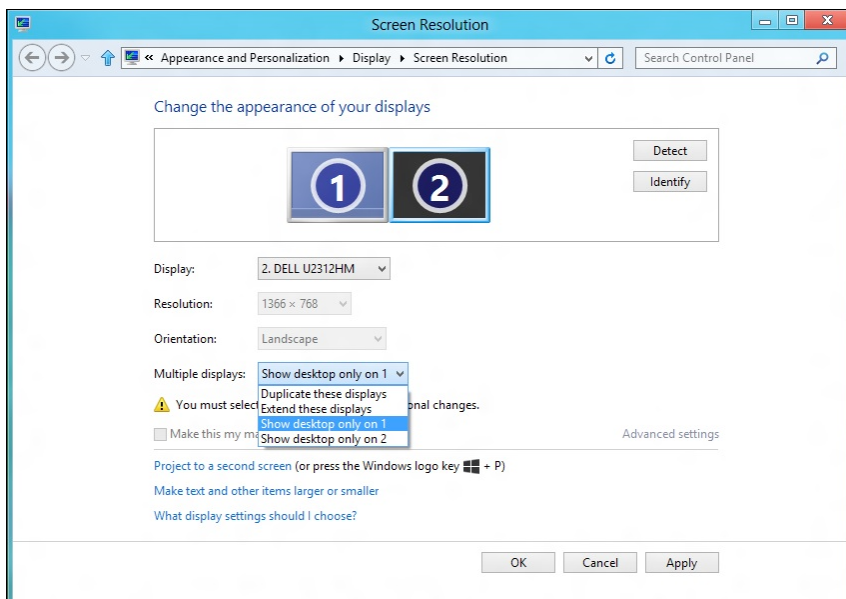 Screen Resolution
« Appearance and Personalization Display Screen Resolution
Search Control Panel
Change the appearance of your displays
1 2
Detect
Identify
Display: 2. DELL U2312HM
Resolution: 1366 × 768
Orientation: Landscape
Multiple displays: Show desktop only on 1
Duplicate these displays
You must selec onal changes.
Extend these displays
Show desktop only on 1
Make this my ma Advanced settings
Show desktop only on 2
Project to a second screen (or press the Windows logo key + P)
Make text and other items larger or smaller
What display settings should I choose?
OK Cancel Apply